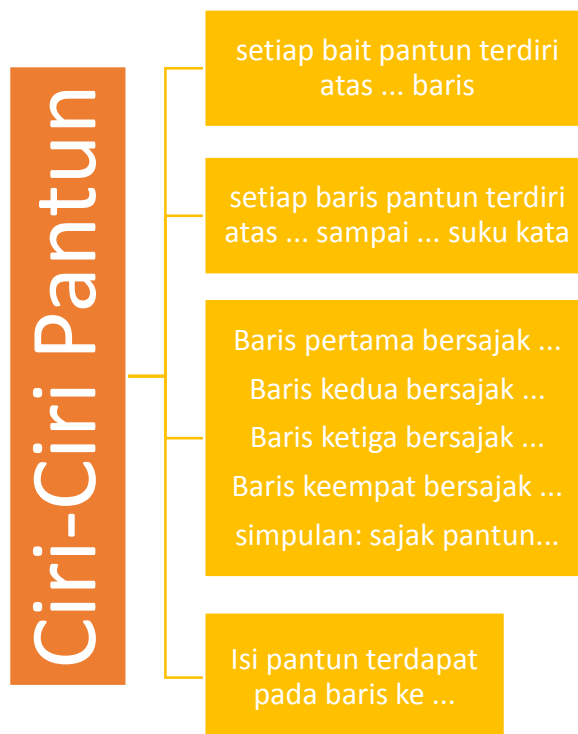 Ciri-Ciri Pantun
setiap bait pantun terdiri
atas ... baris
setiap baris pantun terdiri
atas ... sampai ... suku kata
Baris pertama bersajak ...
Baris kedua bersajak ...
Baris ketiga bersajak ...
Baris keempat bersajak ...
simpulan: sajak pantun...
Isi pantun terdapat
pada baris ke ...